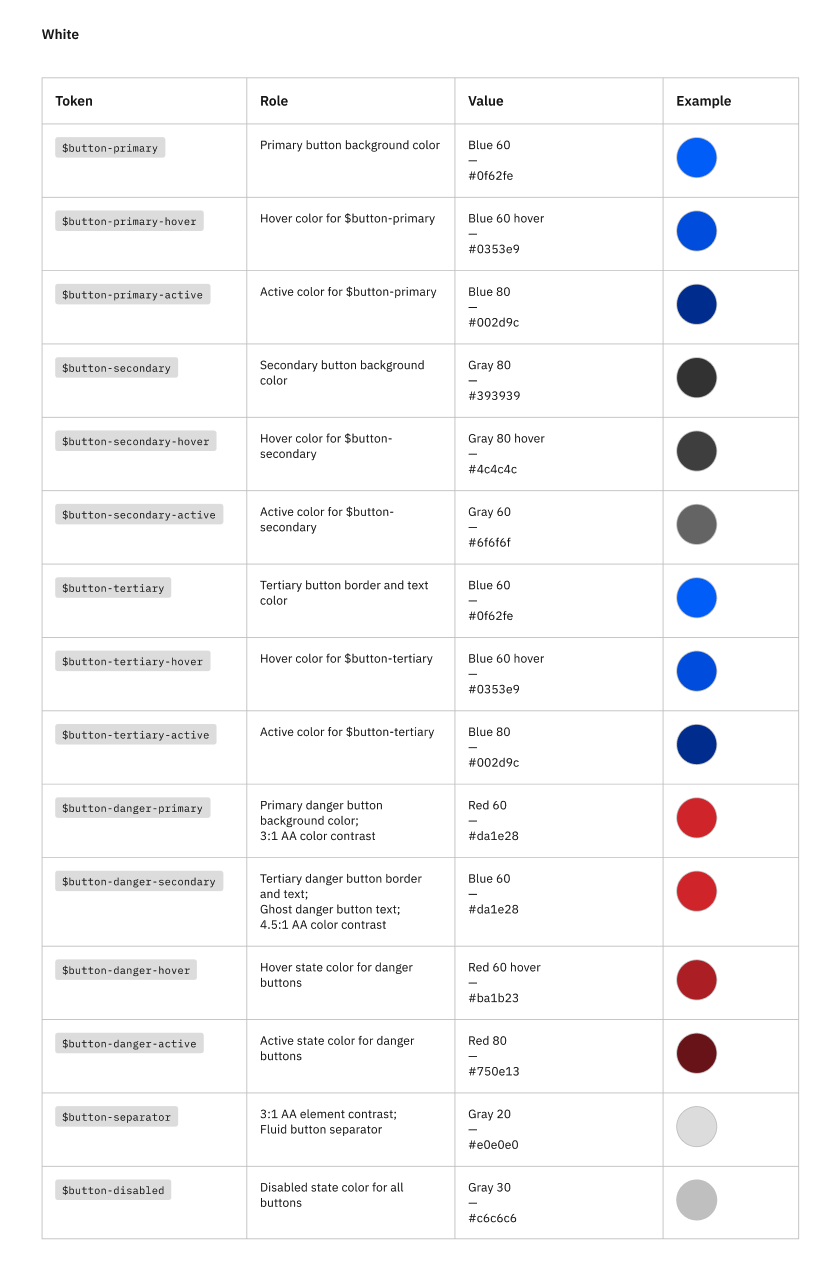 White
Token
Role
Value
Example
$button-primary
Primary button background color
Blue 60
—
#0f62fe
$button-primary-hover
Hover color for $button-primary
Blue 60 hover
—
#0353e9
$button-primary-active
Active color for $button-primary
Blue 80
—
#002d9c
$button-secondary
Secondary button background
color
Gray 80
—
#393939
$button-secondary-hover
Hover color for $button-
secondary
Gray 80 hover
—
#4c4c4c
$button-secondary-active
Active color for $button-
secondary
Gray 60
—
#6f6f6f
$button-tertiary
Tertiary button border and text
color
Blue 60
—
#0f62fe
$button-tertiary-hover
Hover color for $button-tertiary
Blue 60 hover
—
#0353e9
$button-tertiary-active
Active color for $button-tertiary
Blue 80
—
#002d9c
$button-danger-primary
Primary danger button
background color;
3:1 AA color contrast
Red 60
—
#da1e28
$button-danger-secondary
Tertiary danger button border
and text;
Ghost danger button text;
4.5:1 AA color contrast
Blue 60
—
#da1e28
$button-danger-hover
Hover state color for danger
buttons
Red 60 hover
—
#ba1b23
$button-danger-active
Active state color for danger
buttons
Red 80
—
#750e13
$button-separator
3:1 AA element contrast;
Fluid button separator
Gray 20
—
#e0e0e0
$button-disabled
Disabled state color for all
buttons
Gray 30
—
#c6c6c6